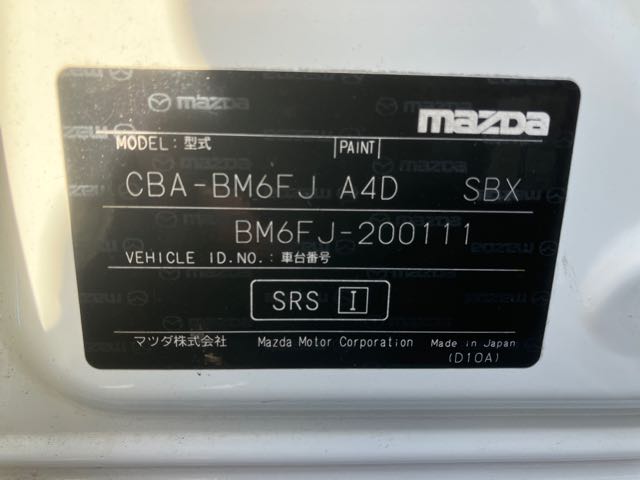 mazda
mazda
MODEL:型式 PAINT
CBA-BM6FJ A4D SBX
BM6FJ-200111
VEHICLE ID.NO.:車台番号
SRS I
マツダ株式会社 Mazda Motor Corporation Made in Japan
(D10A)